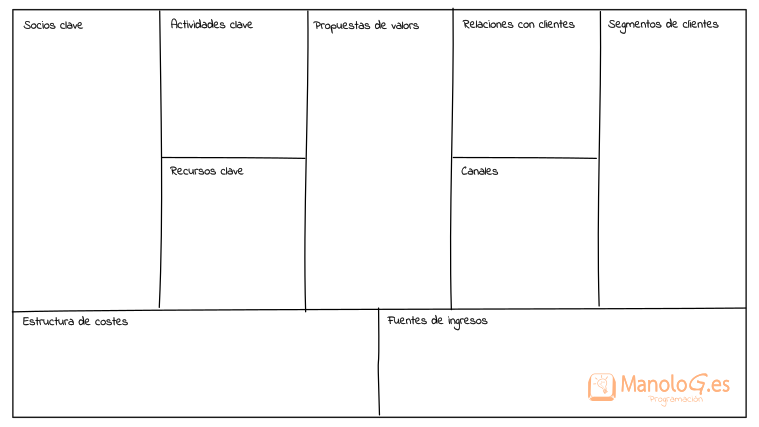 Socios clave
Actividades clave
Propuestas de valors
Relaciones con clientes
Segmentos de clientes
Recursos clave
Canales
Estructura de costes
Fuentes de ingresos
ManoloG.es
Programación